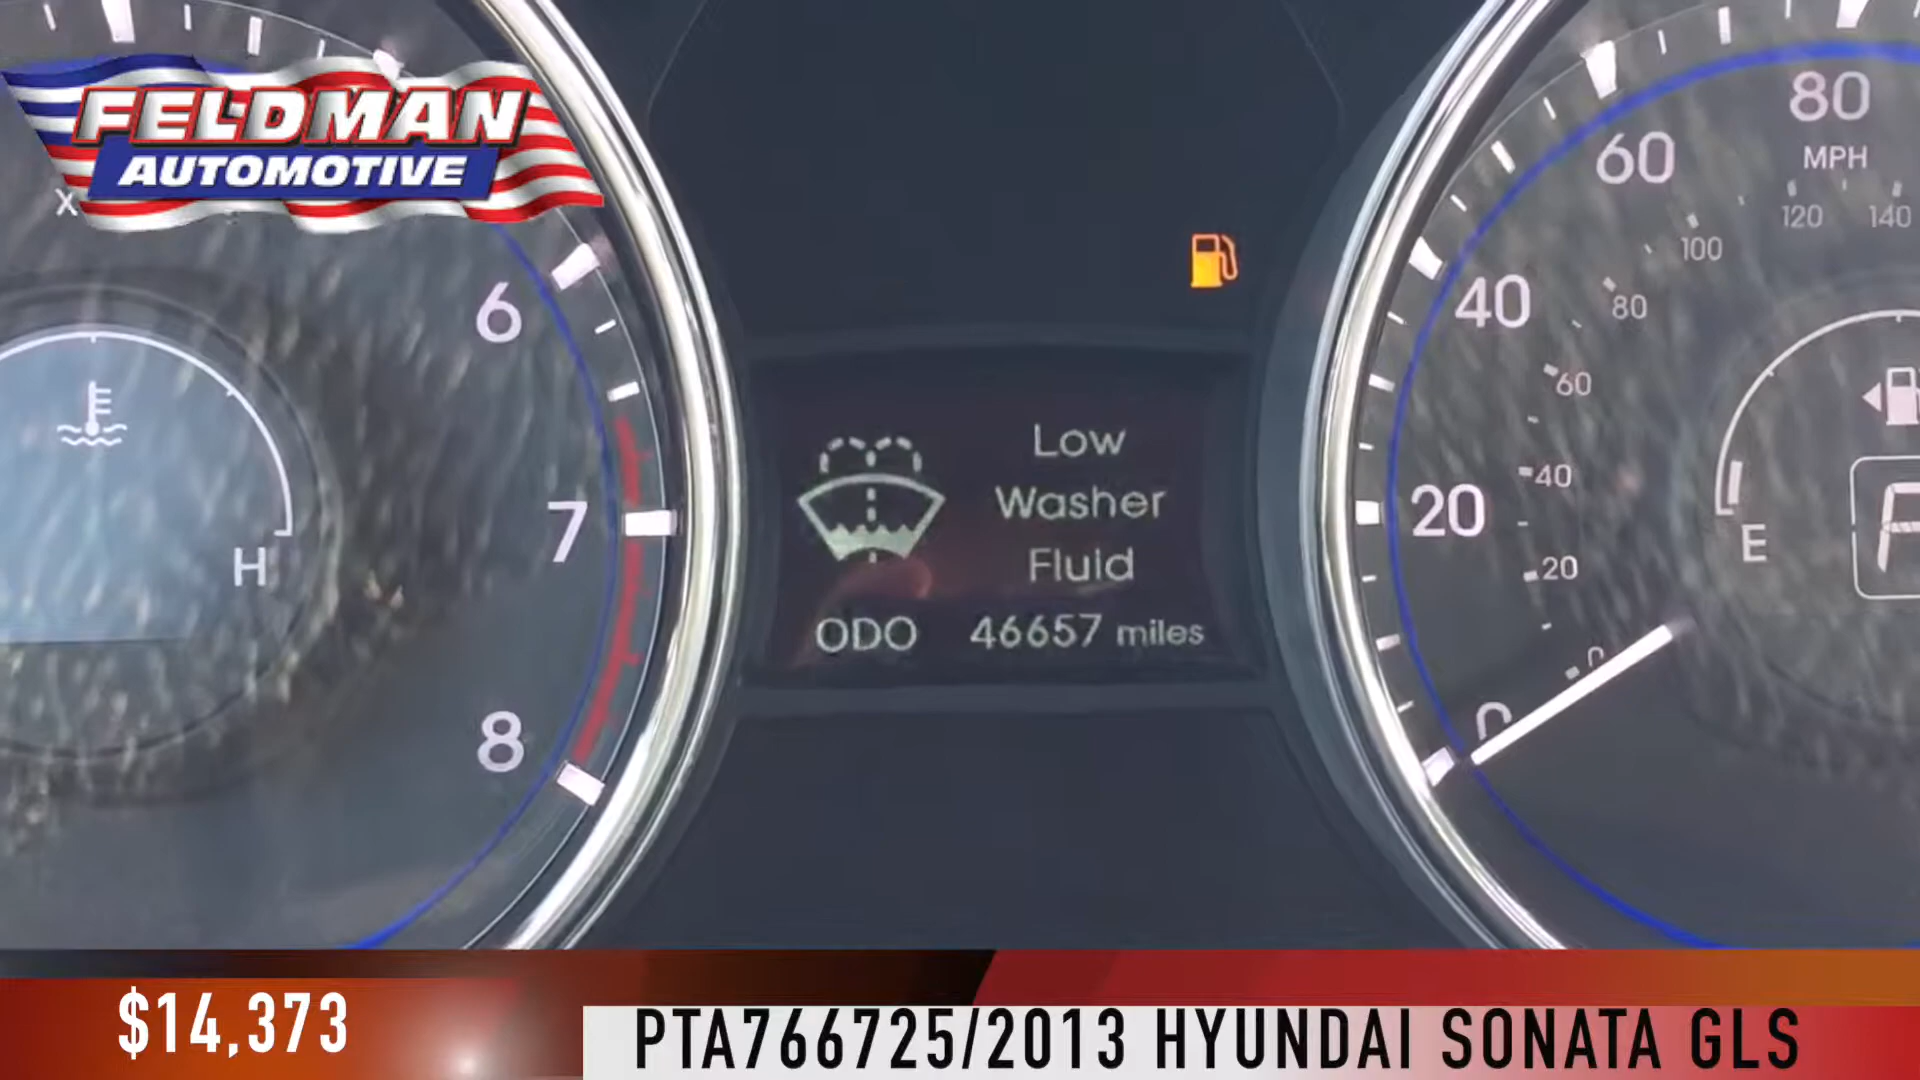 FELDMAN
AUTOMOTIVE
X
6
7
8
H
Low
Washer
Fluid
ODO 46657 miles
80
MPH
60
40
20
0
140
120
100
80
60
40
20
0
E
$14,373
PTA766725/2013 HYUNDAI SONATA GLS